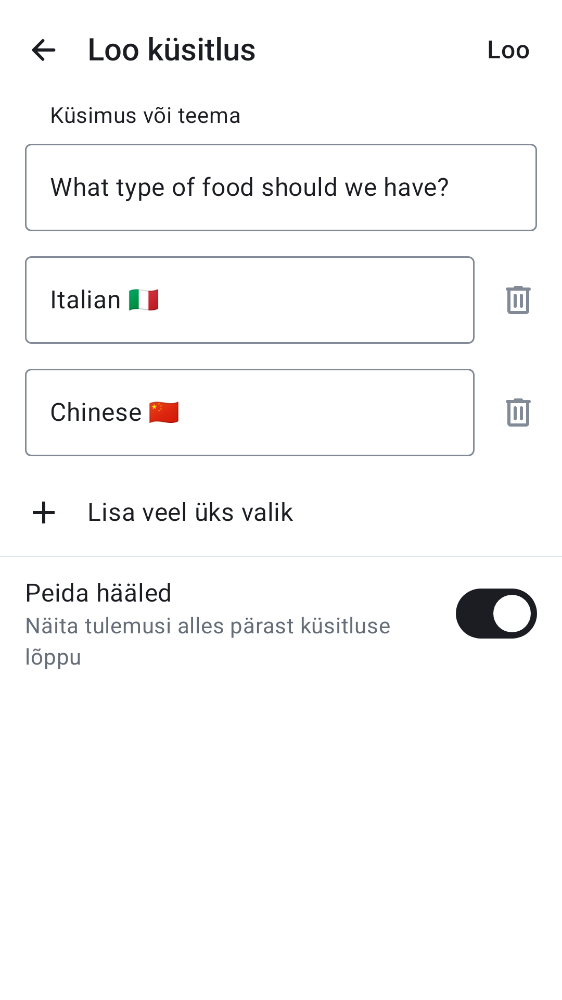 Loo küsitlus
Loo
Küsimus või teema
What type of food should we have?
Italian 🇮🇹
Chinese 🇨🇳
Lisa veel üks valik
Peida hääled
Näita tulemusi alles pärast küsitluse
lõppu